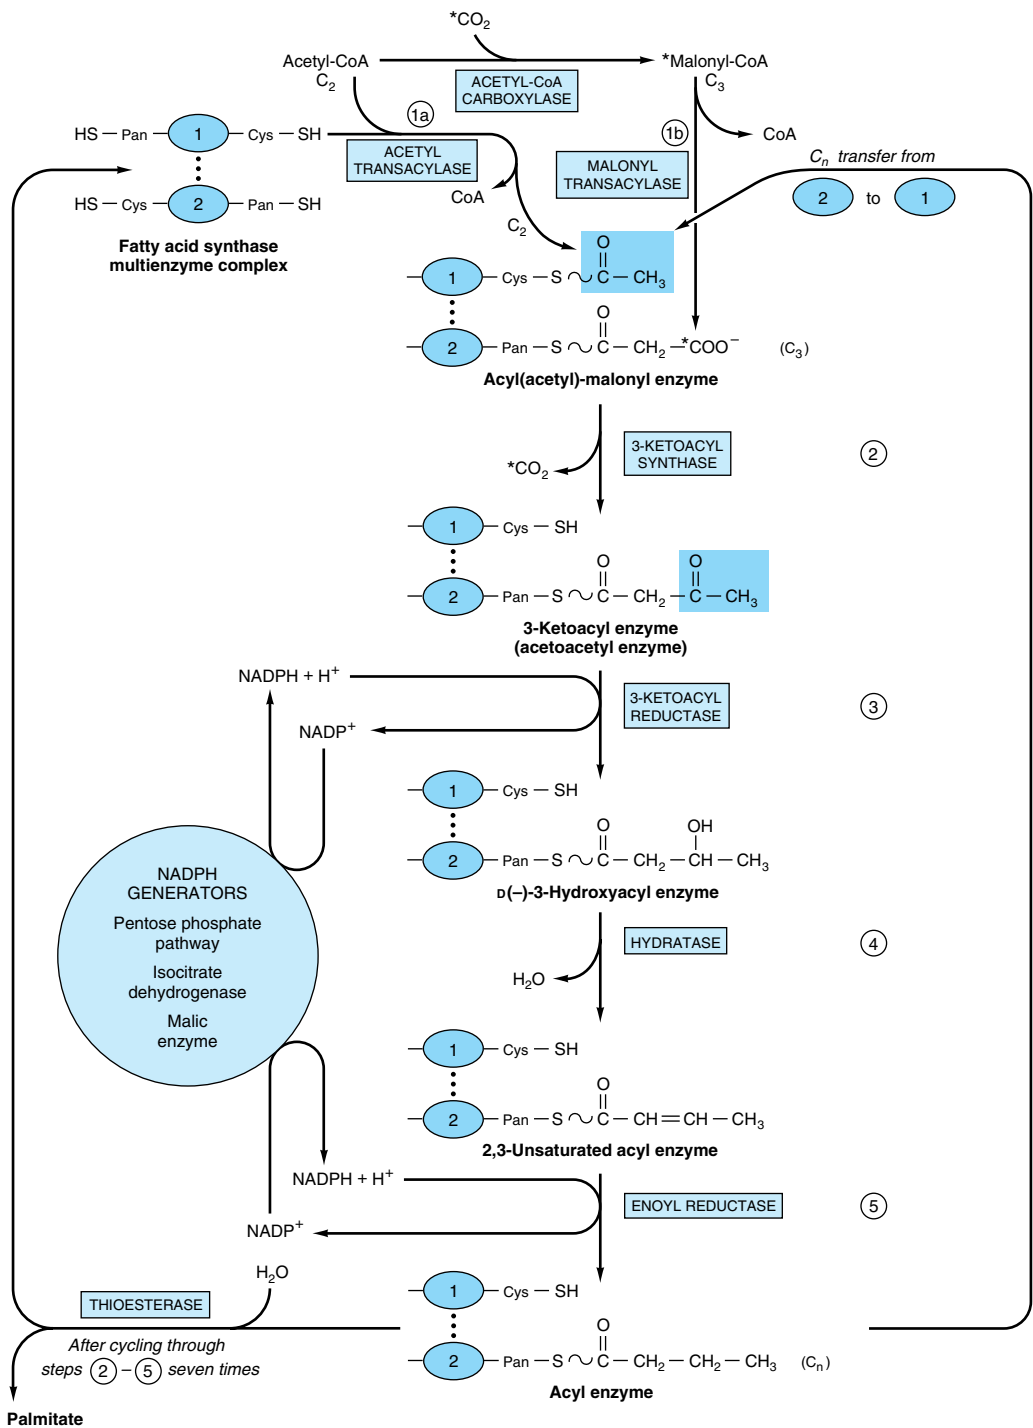 *CO2
Acetyl-CoA
C2
ACETYL-CoA
CARBOXYLASE
*Malonyl-CoA
C3
1a
1b
CoA
HS — Pan — 1 — Cys — SH
ACETYL
TRANSACYLASE
MALONYL
TRANSACYLASE
Cn transfer from
2 to 1
HS — Cys — 2 — Pan — SH
CoA
C2
Fatty acid synthase
multienzyme complex
O
1 — Cys — S ~ C — CH3
O
2 — Pan — S ~ C — CH2 — *COO– (C3)
Acyl(acetyl)-malonyl enzyme
3-KETOACYL
SYNTHASE
2
*CO2
1 — Cys — SH
O O
2 — Pan — S ~ C — CH2 — C — CH3
3-Ketoacyl enzyme
(acetoacetyl enzyme)
NADPH + H+
3-KETOACYL
REDUCTASE
3
NADP+
1 — Cys — SH
O OH
2 — Pan — S ~ C — CH2 — CH — CH3
D(–)-3-Hydroxyacyl enzyme
NADPH
GENERATORS
Pentose phosphate
pathway
Isocitrate
dehydrogenase
Malic
enzyme
HYDRATASE
4
H2O
1 — Cys — SH
O
2 — Pan — S ~ C — CH=CH — CH3
2,3-Unsaturated acyl enzyme
NADPH + H+
ENOYL REDUCTASE
5
NADP+
H2O
THIOESTERASE
1 — Cys — SH
After cycling through
steps 2 – 5 seven times
O
2 — Pan — S ~ C — CH2 — CH2 — CH3 (Cn)
Acyl enzyme
Palmitate